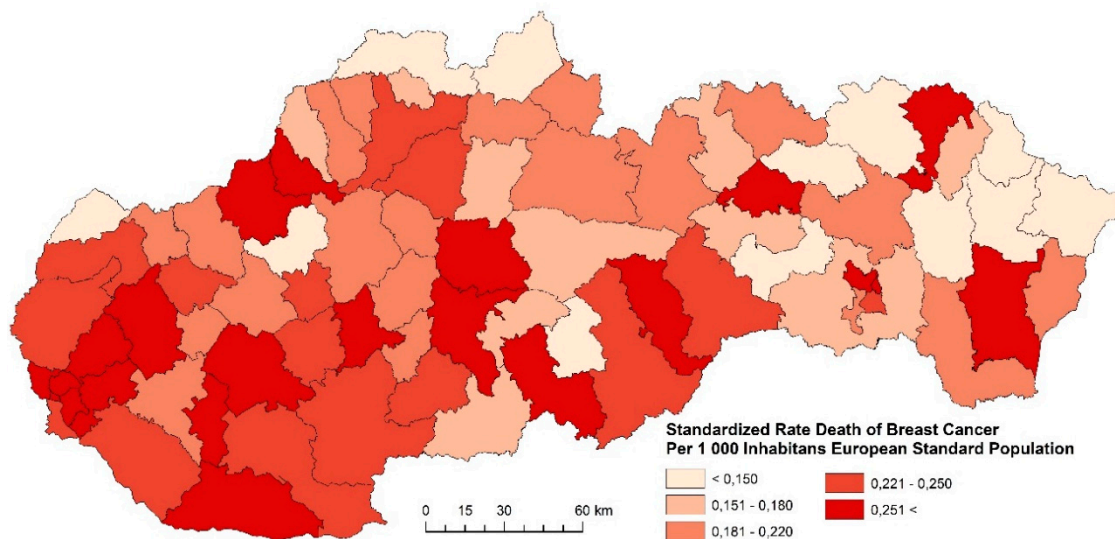 Standardized Rate Death of Breast Cancer
Per 1 000 Inhabitans European Standard Population
< 0,150
0,151 - 0,180
0,181 - 0,220
0,221 - 0,250
0,251 <
0 15 30 60 km